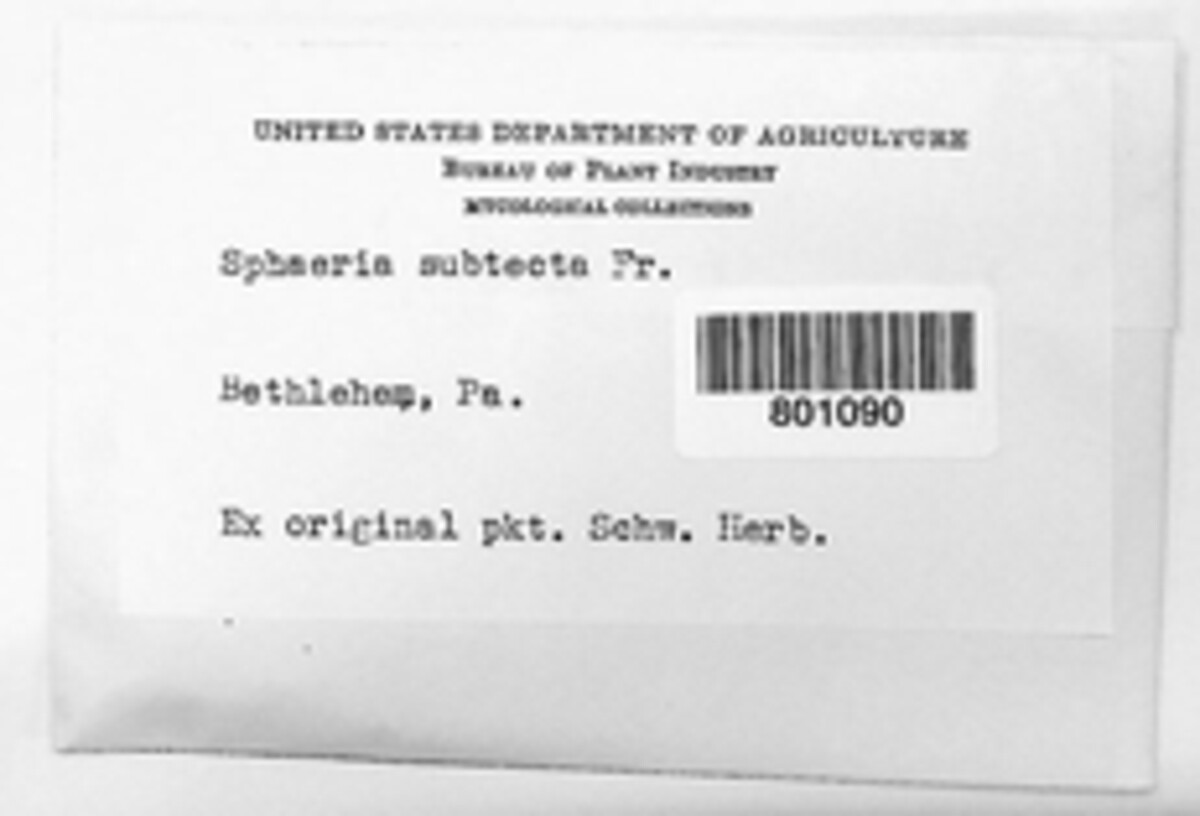 UNITED STATES DEPARTMENT OF AGRICULTURE
BUREAU OF PLANT INDUSTRY
MYCOLOGICAL COLLECTIONS
Sphaeria subtecta Fr.
801090
Bethlehem, Pa.
Ex original pkt. Schw. Herb.